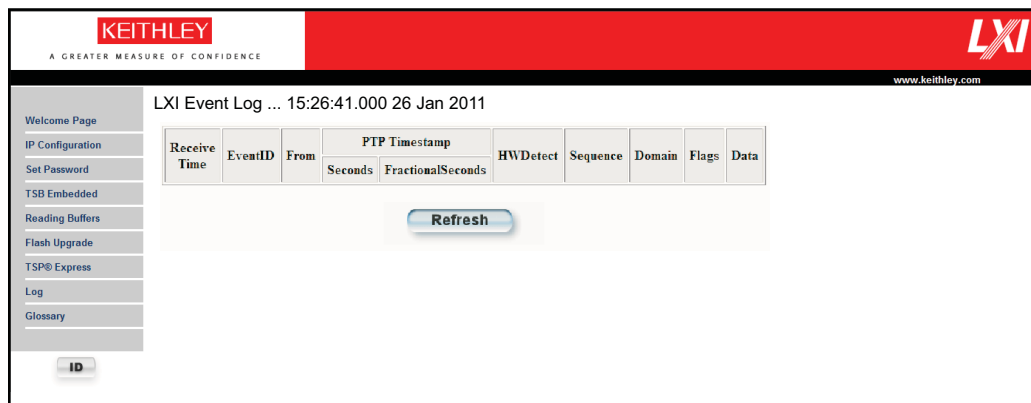 KEITHLEY
A GREATER MEASURE OF CONFIDENCE
LXI
www.keithley.com
Welcome Page
IP Configuration
Set Password
TSB Embedded
Reading Buffers
Flash Upgrade
TSP® Express
Log
Glossary
ID
LXI Event Log ... 15:26:41.000 26 Jan 2011
Receive Time
EventID
From
PTP Timestamp
Seconds
FractionalSeconds
HWDetect
Sequence
Domain
Flags
Data
Refresh